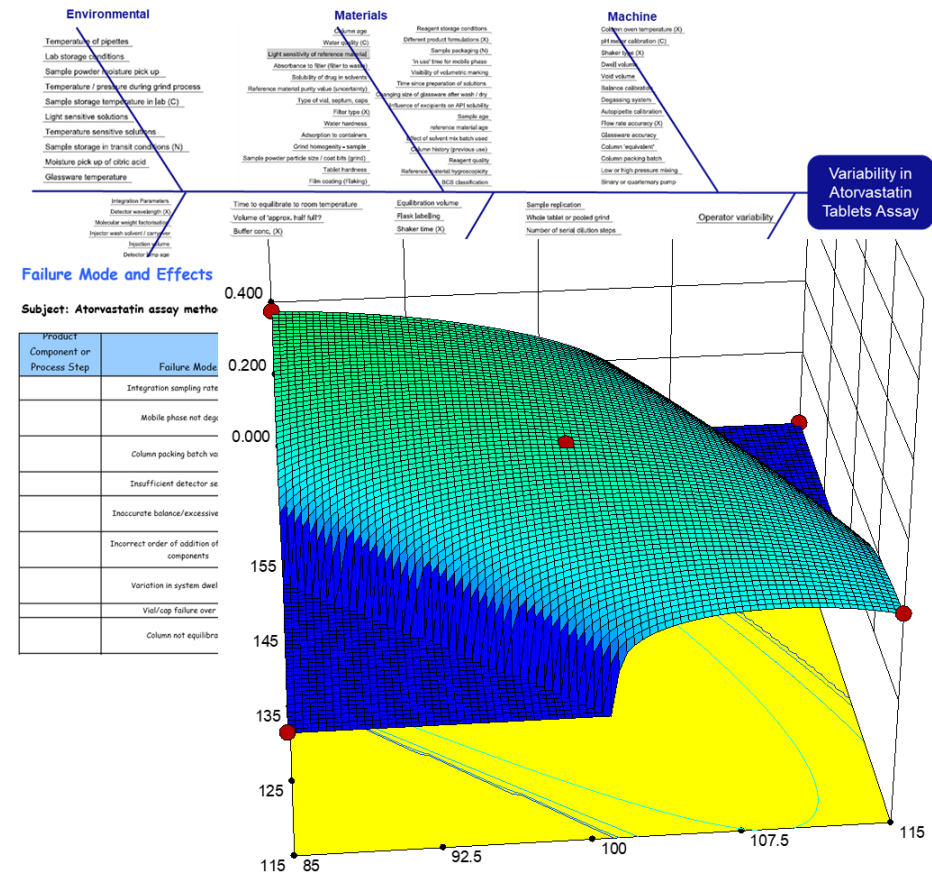 Environmental
Materials
Machine
Temperature of pipettes
Lab storage conditions
Sample powder moisture pick up
Temperature / pressure during grind process
Sample storage temperature in lab (C)
Light sensitive solutions
Temperature sensitive solutions
Sample storage in transit conditions (N)
Moisture pick up of citric acid
Glassware temperature
Column age
Water quality (C)
Light sensitivity of reference material
Absorbance to filter (filter to waste)
Solubility of drug in solvents
Reference material purity value (uncertainty)
Type of vial, septum, caps
Filter type (X)
Water hardness
Adsorption to containers
Grind homogenity - sample
Sample powder particle size / coat bits (grind)
Tablet hardness
Film coating (Flaking)
Reagent storage conditions
Different product formulations (X)
Sample packaging (N)
'In use' time for mobile phase
Visibility of volumetric marking
Time since preparation of solutions
Changing size of glassware after wash / dry
Influence of excipients on API solubility
Sample age
reference material age
Effect of solvent mix batch used
Column history (previous use)
Reagent quality
Reference material hygroscopicity
BCS classification
Column oven temperature (X)
pH meter calibration (C)
Shaker type (X)
Dwell volume
Void volume
Balance calibration
Degassing system
Autopipette calibration
Flow rate accuracy (X)
Glassware accuracy
Column 'equivalent'
Column packing batch
Low or high pressure mixing
Binary or quarternary pump
Variability in
Atorvastatin
Tablets Assay
Integration Parameters
Detector wavelength (X)
Molecular weight factorisation
Injector wash solvent / carryover
Injection volume
Detector lamp age
Time to equilibrate to room temperature
Volume of 'approx. half full'?
Buffer conc, (X)
Equilibration volume
Flask labelling
Shaker time (X)
Sample replication
Whole tablet or pooled grind
Number of serial dilution steps
Operator variability
Failure Mode and Effects
Subject: Atorvastatin assay metho
Product
Component or
Process Step
Failure Mode
Integration sampling rate
Mobile phase not deg
Column packing batch va
Insufficient detector se
Inaccurate balance/excessive
Incorrect order of addition of
components
Variation in system dwel
Vial/cap failure over
Column not equilibra
0.400
0.200
0.000
155
145
135
125
115
85
92.5
100
107.5
115